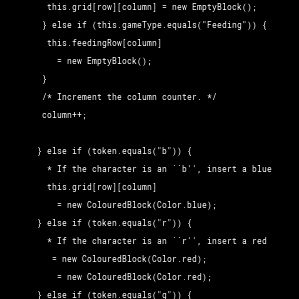 this.grid[row][column] = new EmptyBlock();
} else if (this.gameType.equals("Feeding")) {
this.feedingRow[column]
= new EmptyBlock();
}
/* Increment the column counter. */
column++;
} else if (token.equals("b")) {
* If the character is an ``b'', insert a blue
this.grid[row][column]
= new ColouredBlock(Color.blue);
} else if (token.equals("r")) {
* If the character is an ``r'', insert a red
= new ColouredBlock(Color.red);
= new ColouredBlock(Color.red);
} else if (token.equals("g")) {